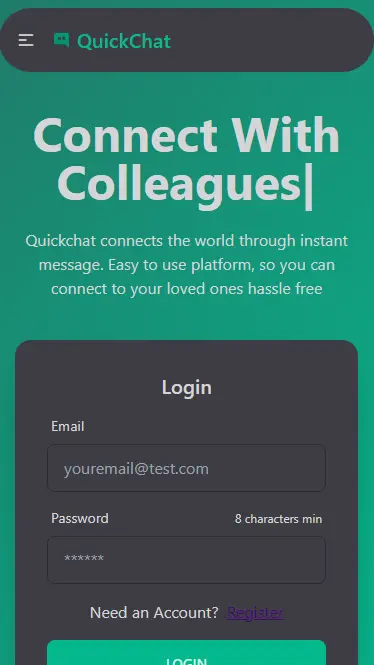 QuickChat
Connect With
Colleagues|
Quickchat connects the world through instant
message. Easy to use platform, so you can
connect to your loved ones hassle free
Login
Email
youremail@test.com
Password 8 characters min
******
Need an Account? Register
LOGIN